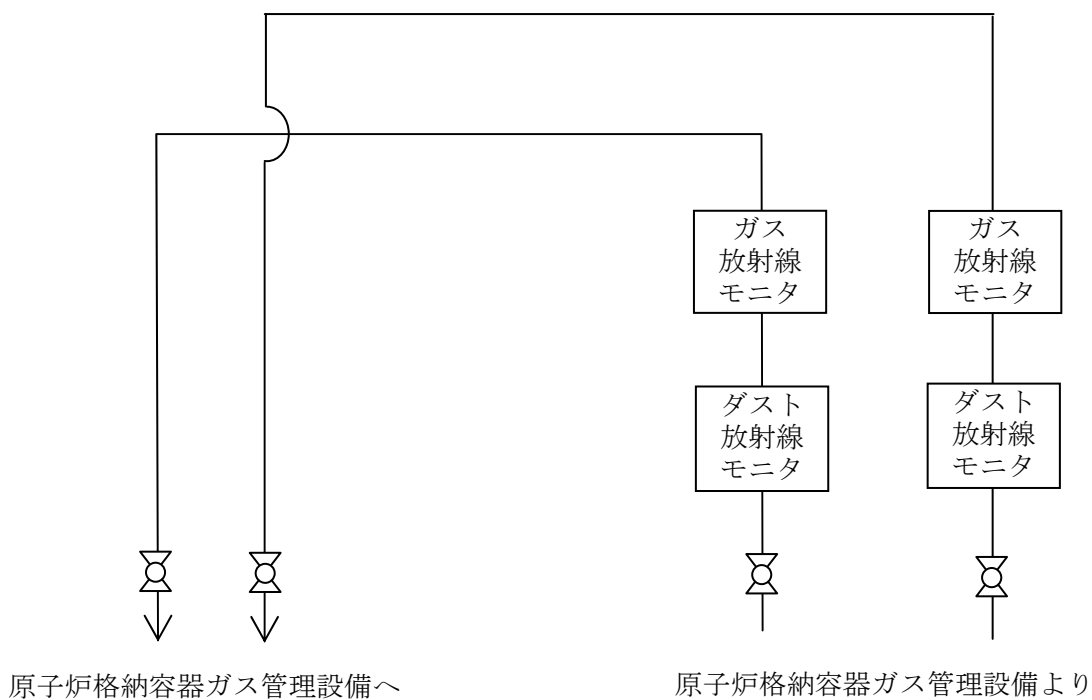 ガス
放射線
モニタ
ガス
放射線
モニタ
ダスト
放射線
モニタ
ダスト
放射線
モニタ
原子炉格納容器ガス管理設備へ
原子炉格納容器ガス管理設備より